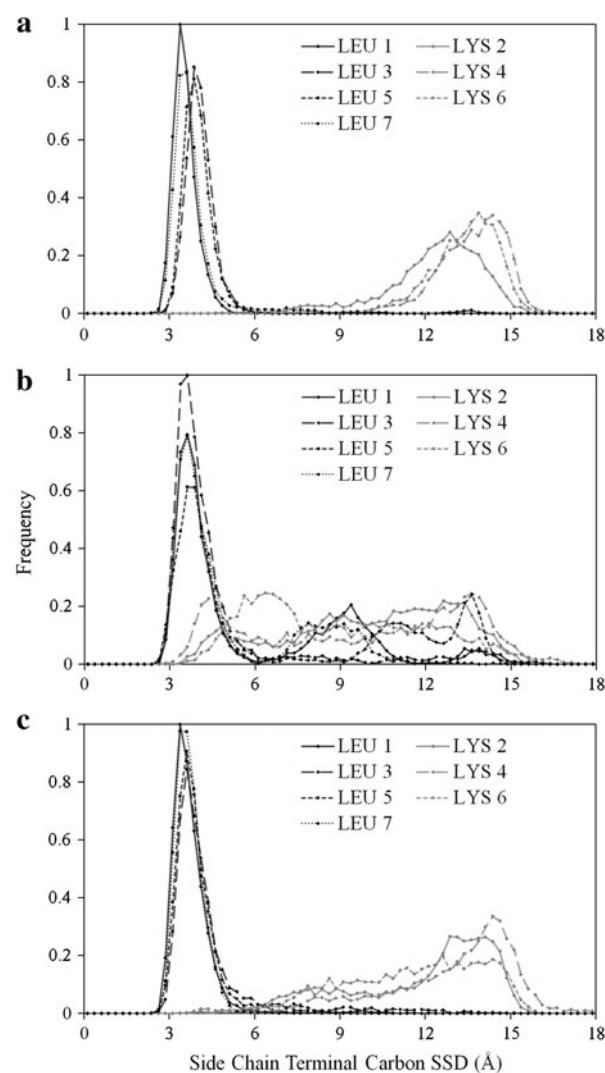 a
1
0.8
0.6
0.4
0.2
0
LEU 1 LYS 2
LEU 3 LYS 4
LEU 5 LYS 6
LEU 7
0 3 6 9 12 15 18
b
Frequency
1
0.8
0.6
0.4
0.2
0
LEU 1 LYS 2
LEU 3 LYS 4
LEU 5 LYS 6
LEU 7
0 3 6 9 12 15 18
c
1
0.8
0.6
0.4
0.2
0
LEU 1 LYS 2
LEU 3 LYS 4
LEU 5 LYS 6
LEU 7
0 3 6 9 12 15 18
Side Chain Terminal Carbon SSD (Å)